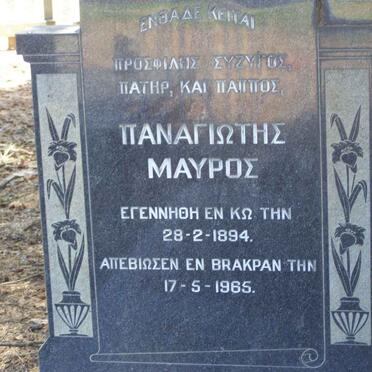 ΕΝΘΑΔΕ ΚΕΙΤΑΙ
ΠΡΟΣΦΙΛΗΣ ΣΥΖΥΓΟΣ,
ΠΑΤΗΡ, ΚΑΙ ΠΑΠΠΟΣ,
ΠΑΝΑΓΙΩΤΗΣ
ΜΑΥΡΟΣ
ΕΓΕΝΝΗΘΗ ΕΝ ΚΩ ΤΗΝ
28-2-1894.
ΑΠΕΒΙΩΣΕΝ ΕΝ BRAKPAN ΤΗΝ
17-5-1965.